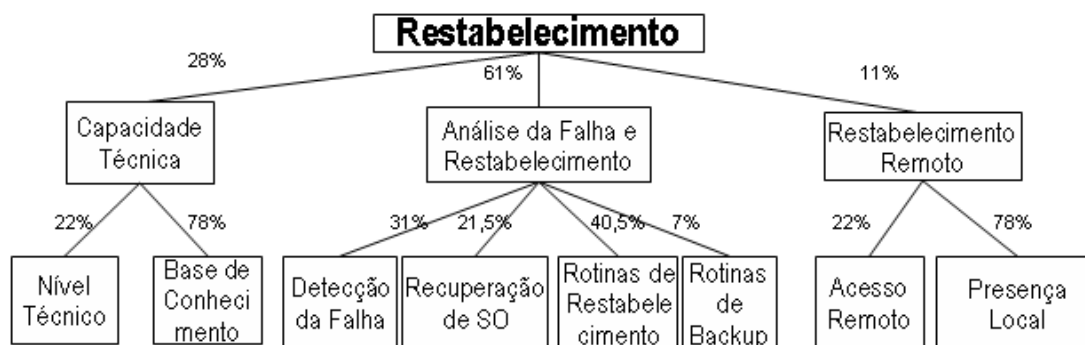 Restabelecimento
28%
61%
11%
Capacidade
Técnica
Análise da Falha e
Restabelecimento
Restabelecimento
Remoto
22%
78%
31%
21,5%
40,5%
7%
22%
78%
Nível
Técnico
Base de
Conheci
mento
Detecção
da Falha
Recuperação
de SO
Rotinas de
Restabele
cimento
Rotinas
de
Backup
Acesso
Remoto
Presença
Local